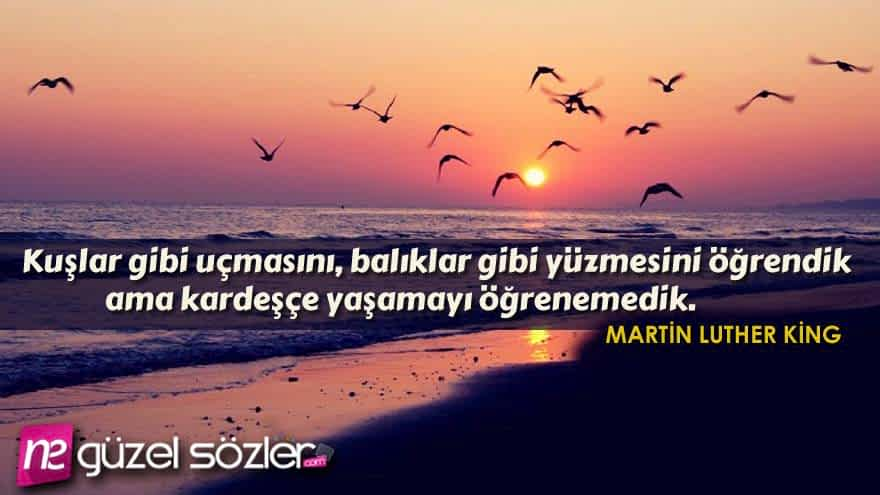 Kuşlar gibi uçmasını, balıklar gibi yüzmesini öğrendik
ama kardeşçe yaşamayı öğrenemedik.
MARTİN LUTHER KİNG
ne güzel sözler.com